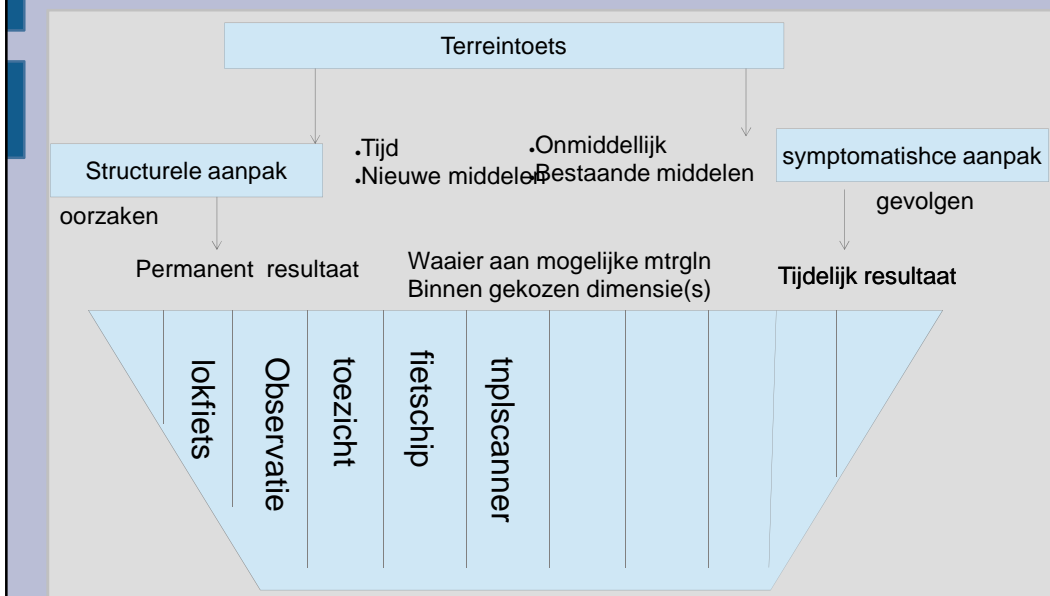 Terreintoets
Structurele aanpak
.Tijd
.Nieuwe middelen
.Onmiddellijk
.Bestaande middelen
symptomatishce aanpak
oorzaken
gevolgen
Permanent resultaat
Waaier aan mogelijke mtrgln
Binnen gekozen dimensie(s)
Tijdelijk resultaat
lokfiets
Observatie
toezicht
fietschip
tnplscanner